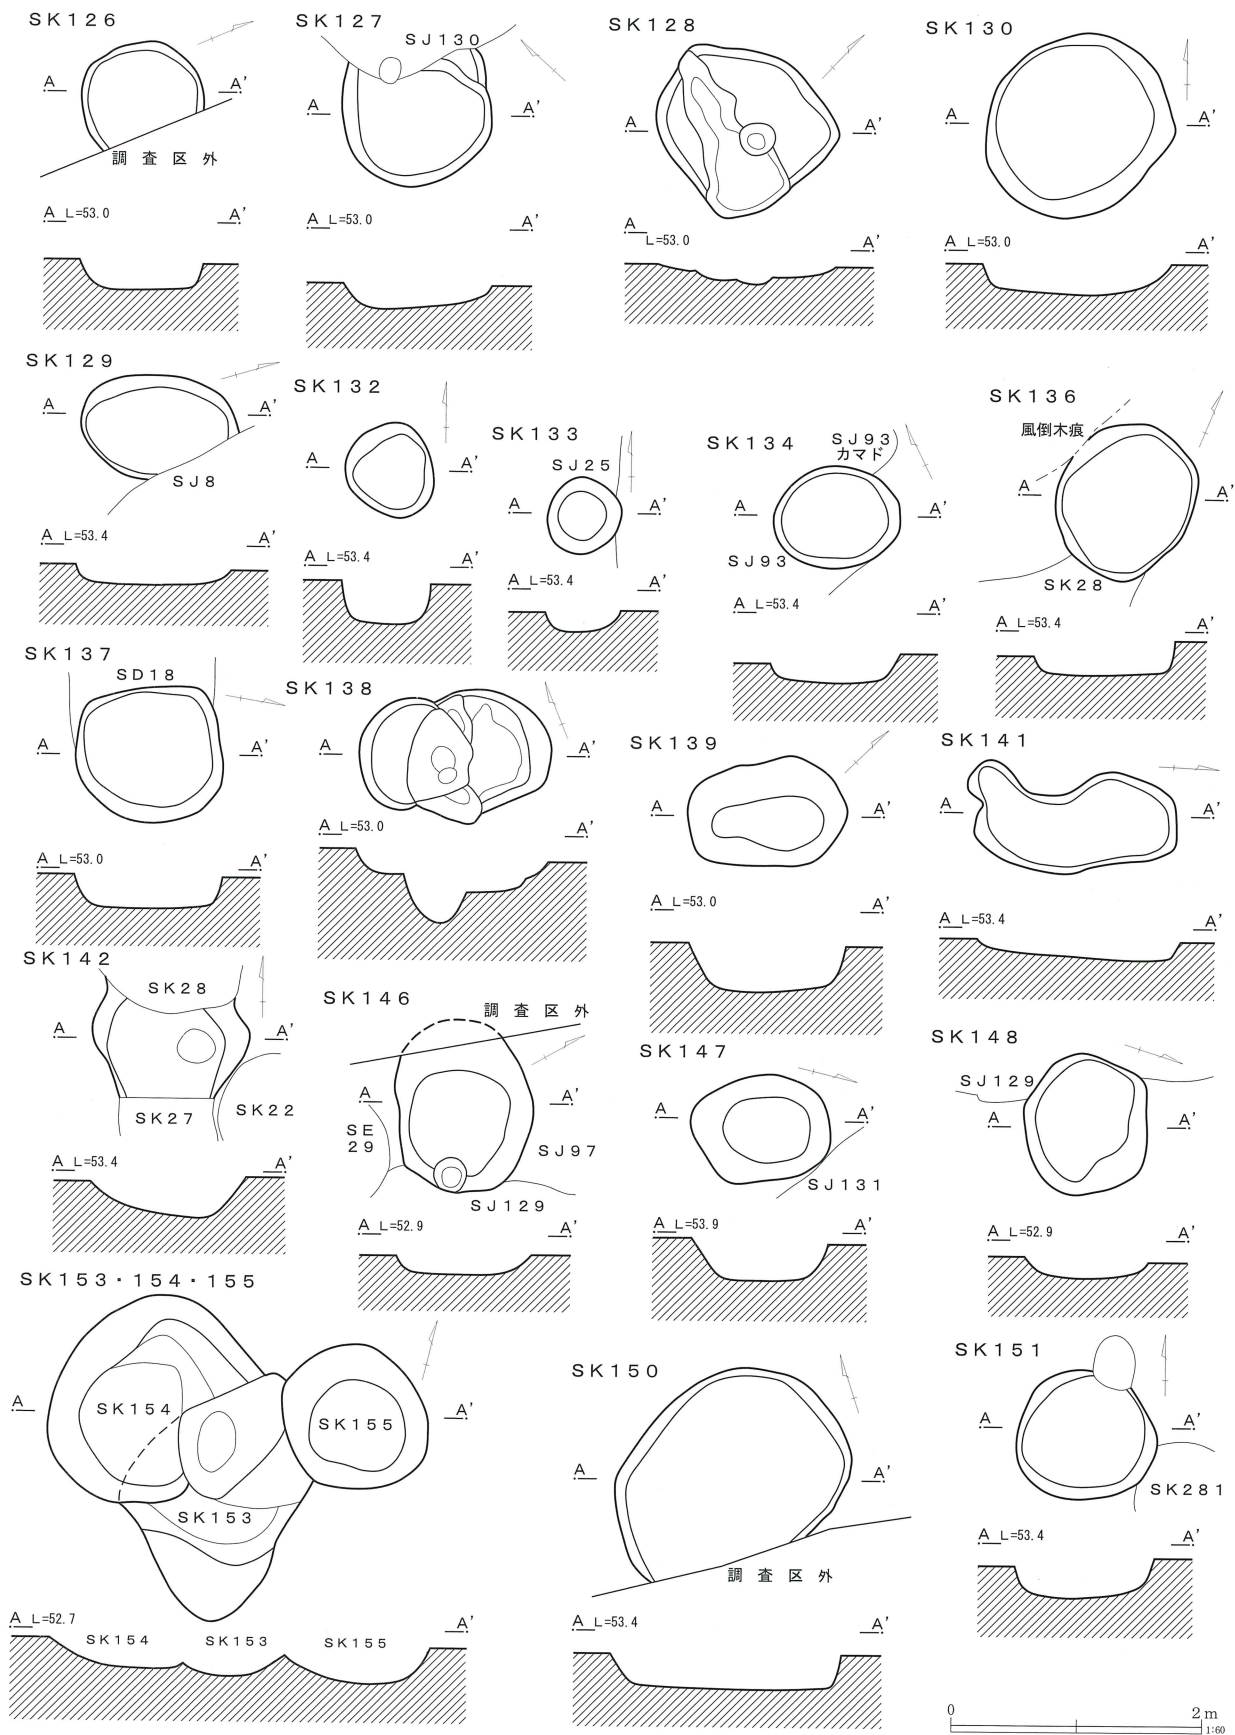 SK126
A
A'
調査区外
A L=53.0
A'
SK127
SJ130
A
A'
A L=53.0
A'
SK128
A
A'
A
L=53.0
A'
SK130
A
A'
A L=53.0
A'
SK129
A
A'
SJ8
A L=53.4
A'
SK132
A
A'
A L=53.4
A'
SK133
SJ25
A
A'
A L=53.4
A'
SK134
SJ93
カマド
A
A'
SJ93
A L=53.4
A'
SK136
風倒木痕
A
A'
SK28
A L=53.4
A'
SK137
SD18
A
A'
A L=53.0
A'
SK138
A
A'
A L=53.0
A'
SK139
A
A'
A L=53.0
A'
SK141
A
A'
A L=53.4
A'
SK142
SK28
A
A'
SK27
SK22
A L=53.4
A'
SK146
調査区外
A
A'
SE
29
SJ97
SJ129
A L=52.9
A'
SK147
A
A'
SJ131
A L=53.9
A'
SK148
SJ129
A
A'
A L=52.9
A'
SK153・154・155
A
SK154
SK155
A'
SK153
A L=52.7
A'
SK154
SK153
SK155
SK150
A
A'
調査区外
A L=53.4
A'
SK151
A
A'
SK281
A L=53.4
A'
0
2m
1:60